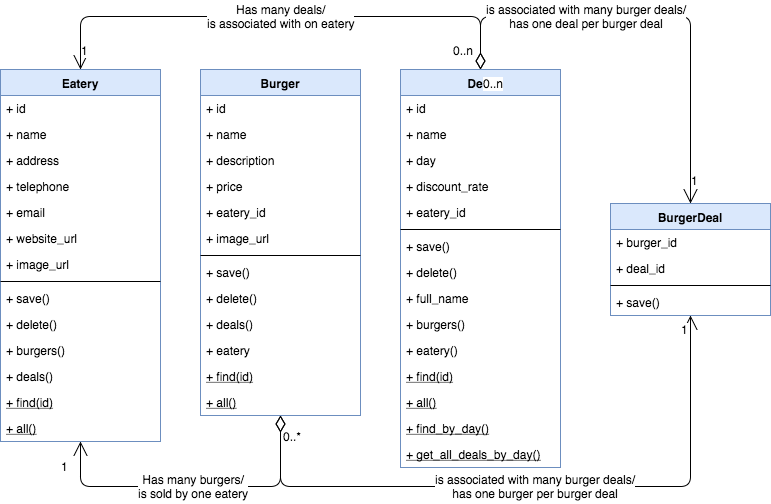 Has many deals/
is associated with on eatery
is associated with many burger deals/
has one deal per burger deal
1
0..n
Eatery
+ id
+ name
+ address
+ telephone
+ email
+ website_url
+ image_url
+ save()
+ delete()
+ burgers()
+ deals()
+ find(id)
+ all()
Burger
+ id
+ name
+ description
+ price
+ eatery_id
+ image_url
+ save()
+ delete()
+ deals()
+ eatery
+ find(id)
+ all()
De0..n
+ id
+ name
+ day
+ discount_rate
+ eatery_id
+ save()
+ delete()
+ full_name
+ burgers()
+ eatery()
+ find(id)
+ all()
+ find_by_day()
+ get_all_deals_by_day()
1
BurgerDeal
+ burger_id
+ deal_id
+ save()
1
0..*
1
Has many burgers/
is sold by one eatery
is associated with many burger deals/
has one burger per burger deal